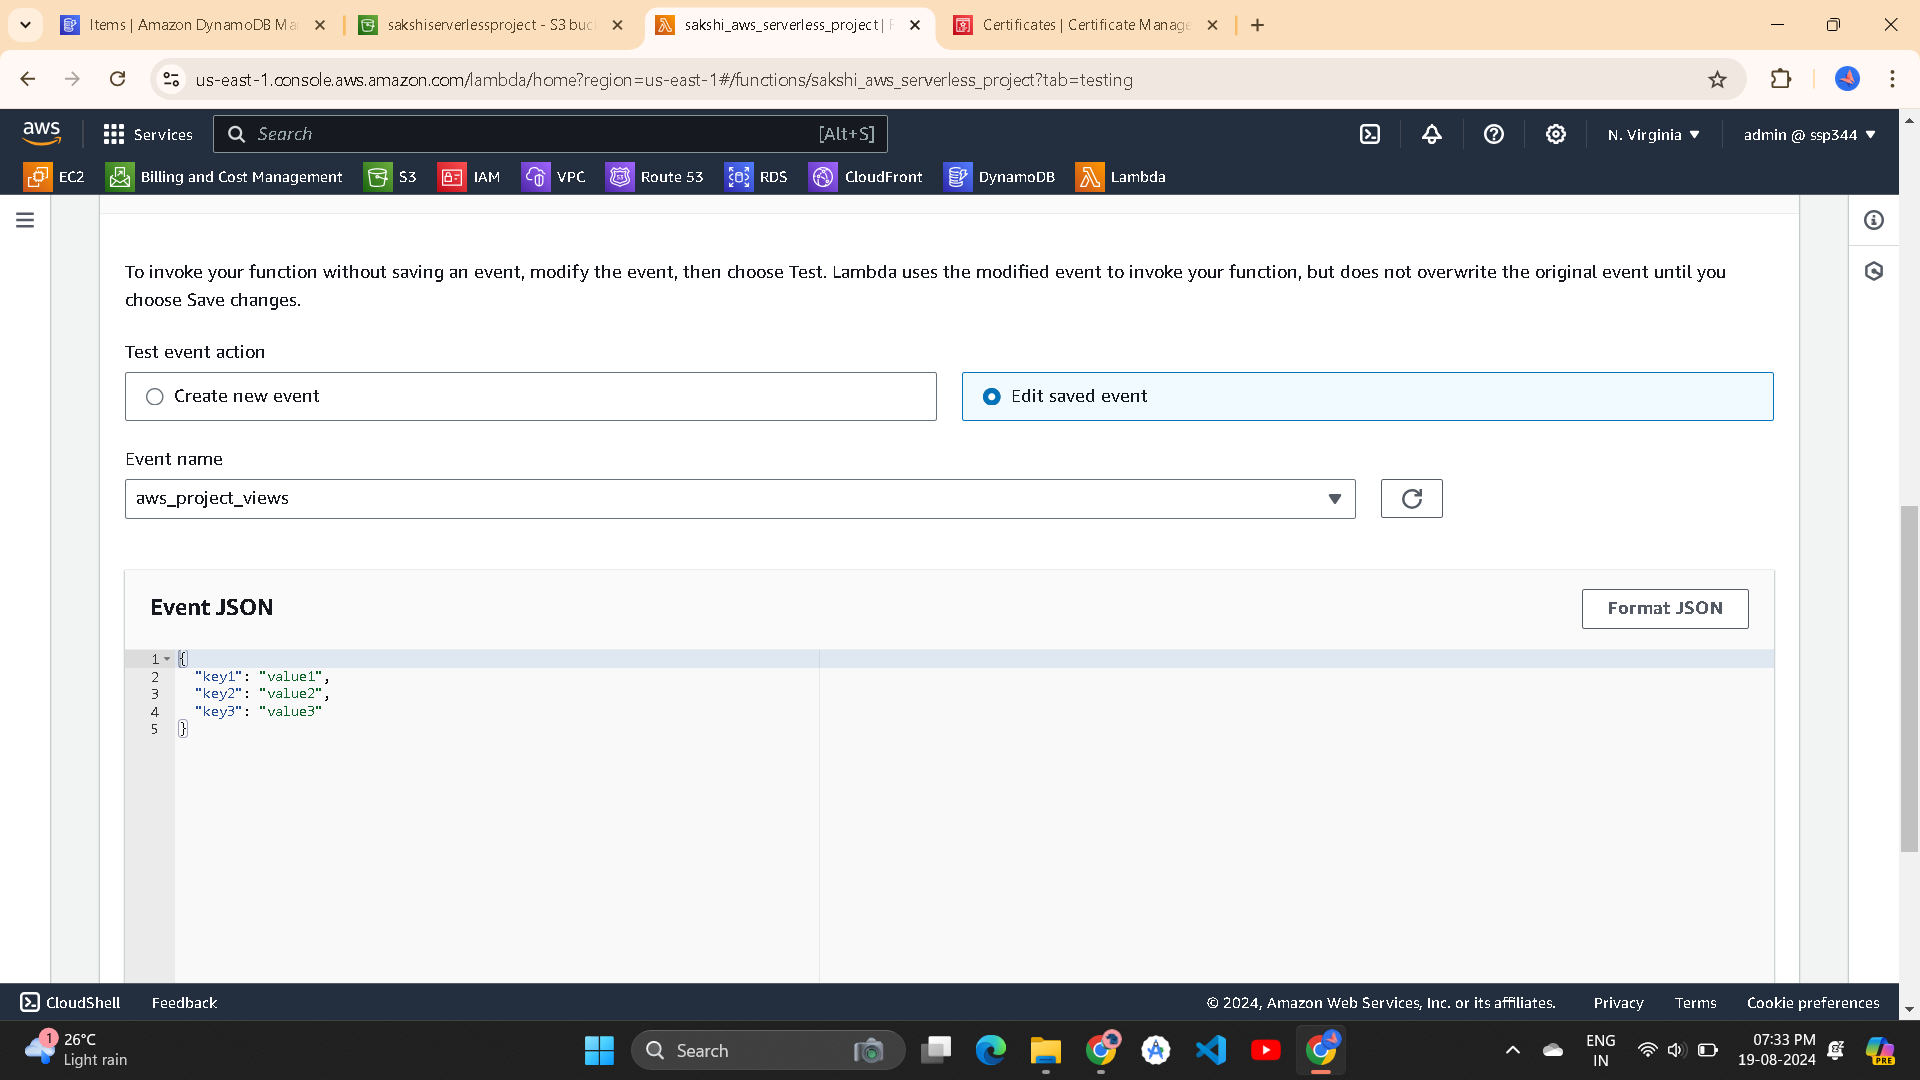 Items | Amazon DynamoDB Ma
sakshiserverlessproject - S3 buc
sakshi_aws_serverless_project | F
Certificates | Certificate Manage
us-east-1.console.aws.amazon.com/lambda/home?region=us-east-1#/functions/sakshi_aws_serverless_project?tab=testing
aws
Services
Search
[Alt+S]
N. Virginia
admin @ ssp344
EC2
Billing and Cost Management
S3
IAM
VPC
Route 53
RDS
CloudFront
DynamoDB
Lambda
To invoke your function without saving an event, modify the event, then choose Test. Lambda uses the modified event to invoke your function, but does not overwrite the original event until you
choose Save changes.
Test event action
Create new event
Edit saved event
Event name
aws_project_views
Event JSON
Format JSON
1 {
2 "key1": "value1",
3 "key2": "value2",
4 "key3": "value3"
5 }
CloudShell
Feedback
© 2024, Amazon Web Services, Inc. or its affiliates.
Privacy
Terms
Cookie preferences
1
26°C
Light rain
Search
ENG
IN
07:33 PM
19-08-2024
PRE